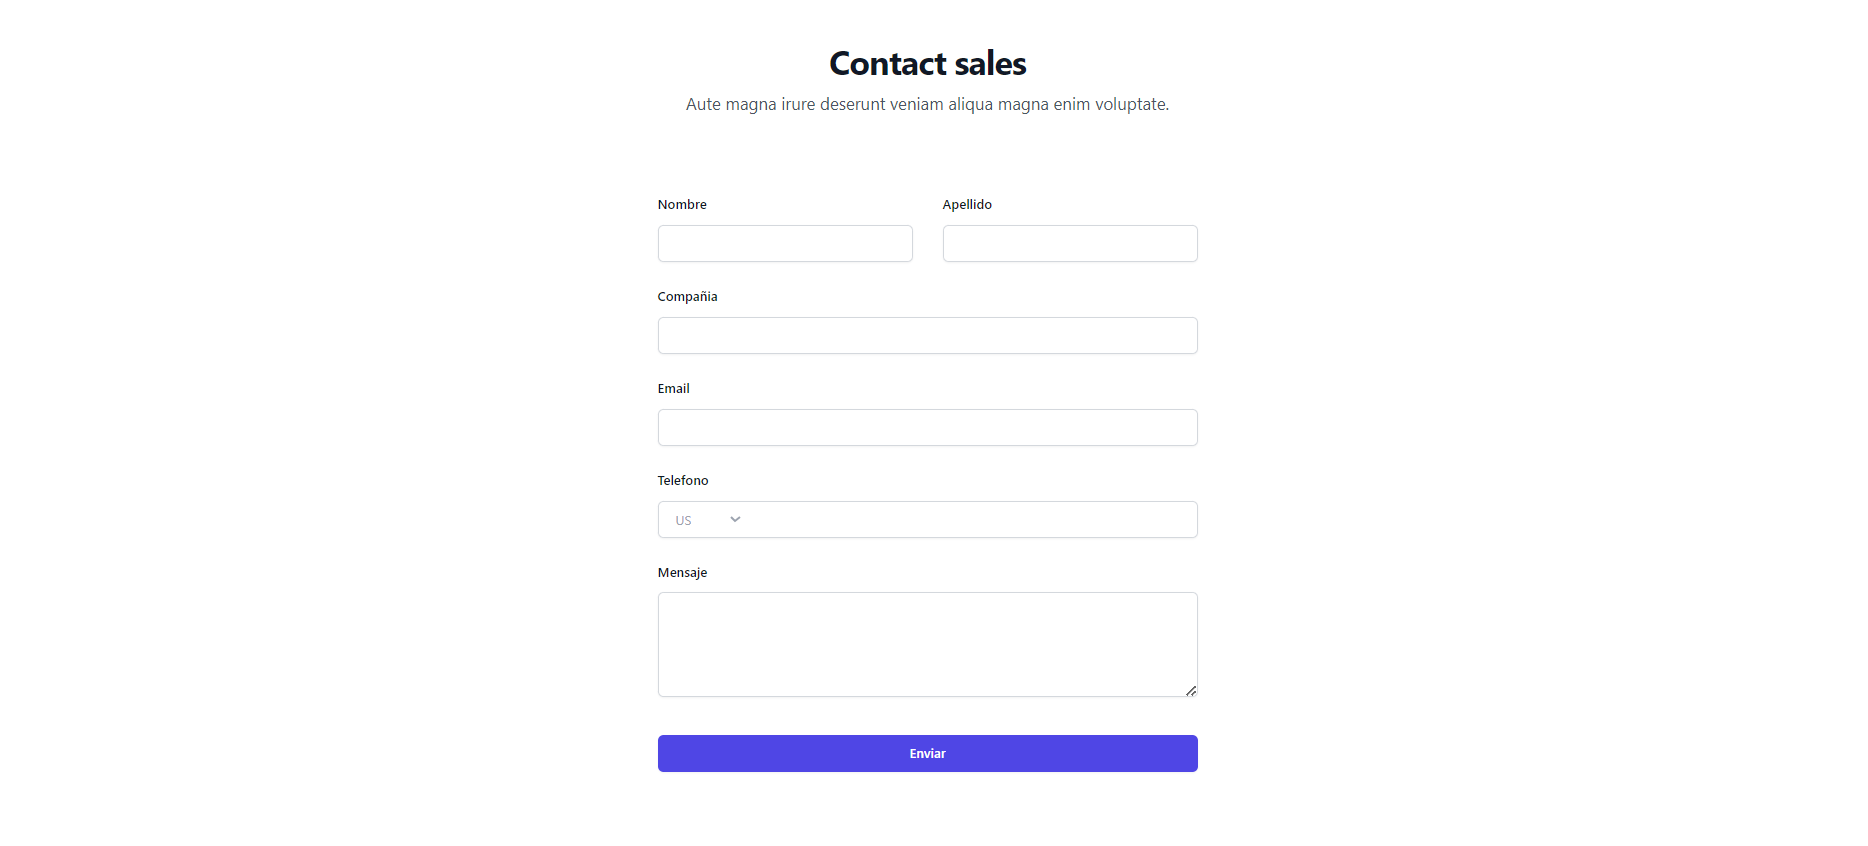 Contact sales
Aute magna irure deserunt veniam aliqua magna enim voluptate.
Nombre
Apellido
Compañia
Email
Telefono
US
Mensaje
Enviar